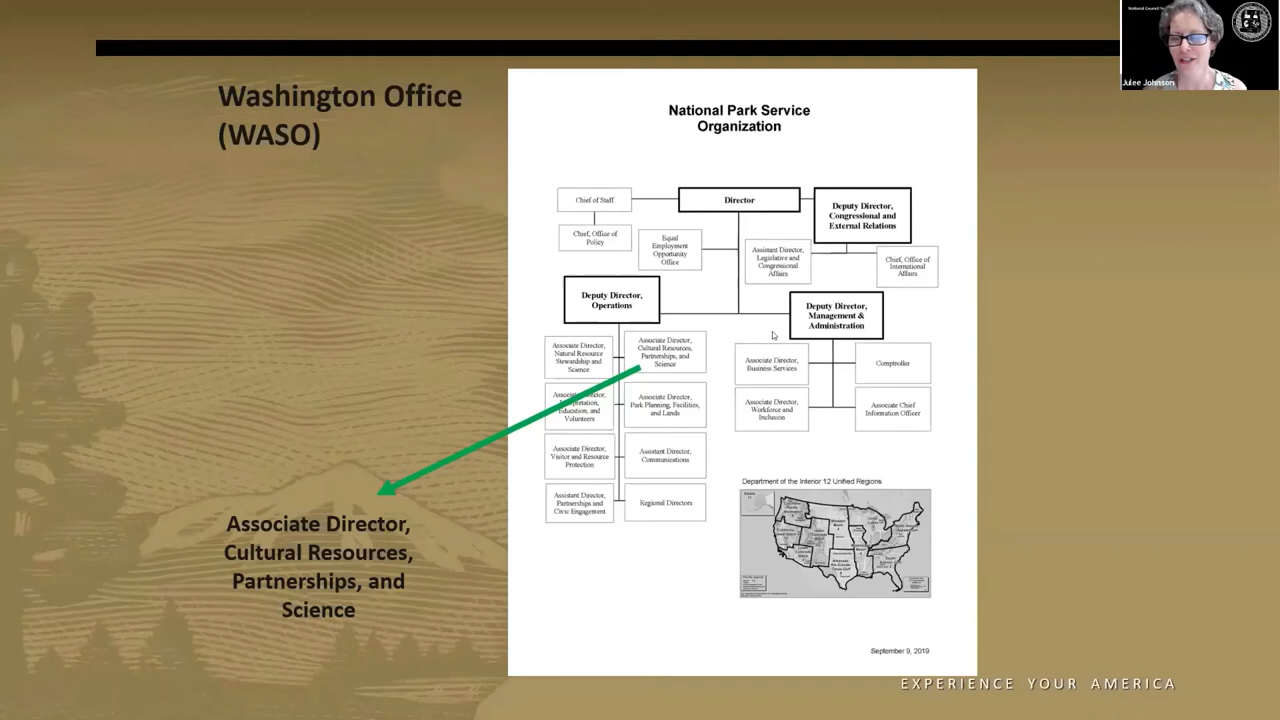 National Council for
Julee Johnson
Washington Office
(WASO)
National Park Service
Organization
Chief of Staff
Director
Deputy Director,
Congressional and
External Relations
Chief, Office of
Policy
Equal
Employment
Opportunity
Office
Assistant Director,
Legislative and
Congressional
Affairs
Chief, Office of
International
Affairs
Deputy Director,
Operations
Deputy Director,
Management &
Administration
Associate Director,
Natural Resource
Stewardship and
Science
Associate Director,
Cultural Resources,
Partnerships, and
Science
Associate Director,
Business Services
Comptroller
Associate Director,
Interpretation,
Education, and
Volunteers
Associate Director,
Park Planning, Facilities,
and Lands
Associate Director,
Workforce and
Inclusion
Associate Chief
Information Officer
Associate Director,
Visitor and Resource
Protection
Assistant Director,
Communications
Assistant Director,
Partnerships and
Civic Engagement
Regional Directors
Department of the Interior 12 Unified Regions
Associate Director,
Cultural Resources,
Partnerships, and
Science
September 9, 2019
EXPERIENCE YOUR AMERICA